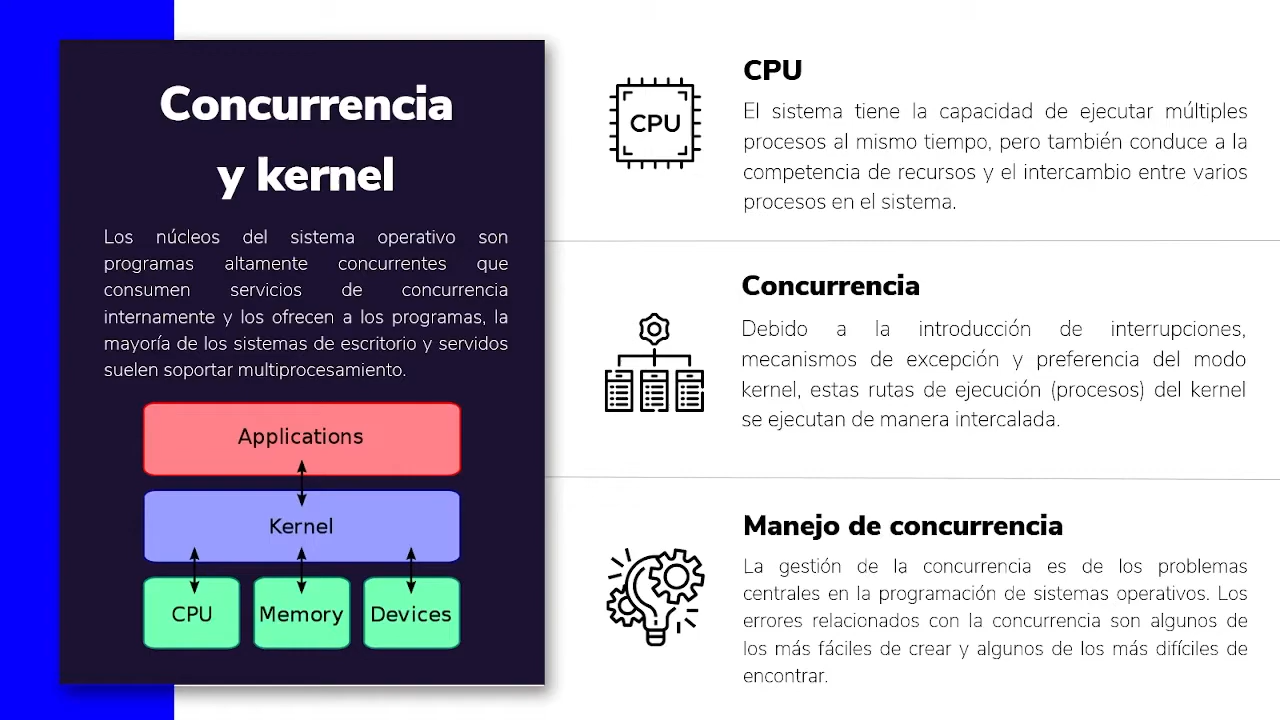 Concurrencia
y kernel
Los núcleos del sistema operativo son
programas altamente concurrentes que
consumen servicios de concurrencia
internamente y los ofrecen a los programas, la
mayoría de los sistemas de escritorio y servidos
suelen soportar multiprocesamiento.
Applications
Kernel
CPU
Memory
Devices
CPU
CPU
El sistema tiene la capacidad de ejecutar múltiples
procesos al mismo tiempo, pero también conduce a la
competencia de recursos y el intercambio entre varios
procesos en el sistema.
Concurrencia
Debido a la introducción de interrupciones,
mecanismos de excepción y preferencia del modo
kernel, estas rutas de ejecución (procesos) del kernel
se ejecutan de manera intercalada.
Manejo de concurrencia
La gestión de la concurrencia es de los problemas
centrales en la programación de sistemas operativos. Los
errores relacionados con la concurrencia son algunos de
los más fáciles de crear y algunos de los más difíciles de
encontrar.